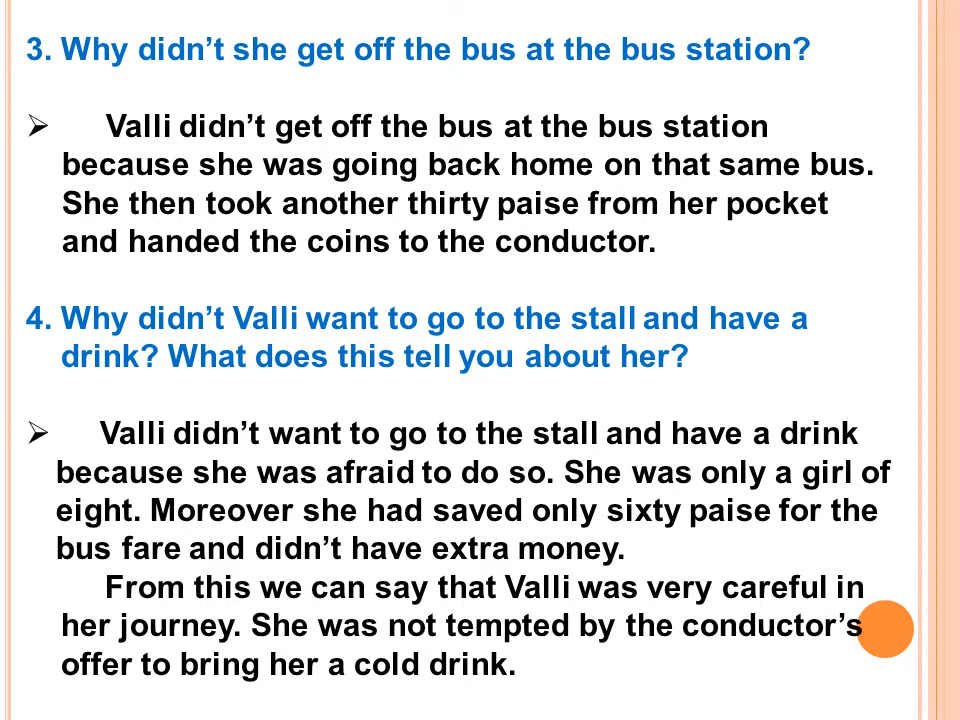 3. Why didn’t she get off the bus at the bus station?
➢ Valli didn’t get off the bus at the bus station
because she was going back home on that same bus.
She then took another thirty paise from her pocket
and handed the coins to the conductor.
4. Why didn’t Valli want to go to the stall and have a
drink? What does this tell you about her?
➢ Valli didn’t want to go to the stall and have a drink
because she was afraid to do so. She was only a girl of
eight. Moreover she had saved only sixty paise for the
bus fare and didn’t have extra money.
From this we can say that Valli was very careful in
her journey. She was not tempted by the conductor’s
offer to bring her a cold drink.